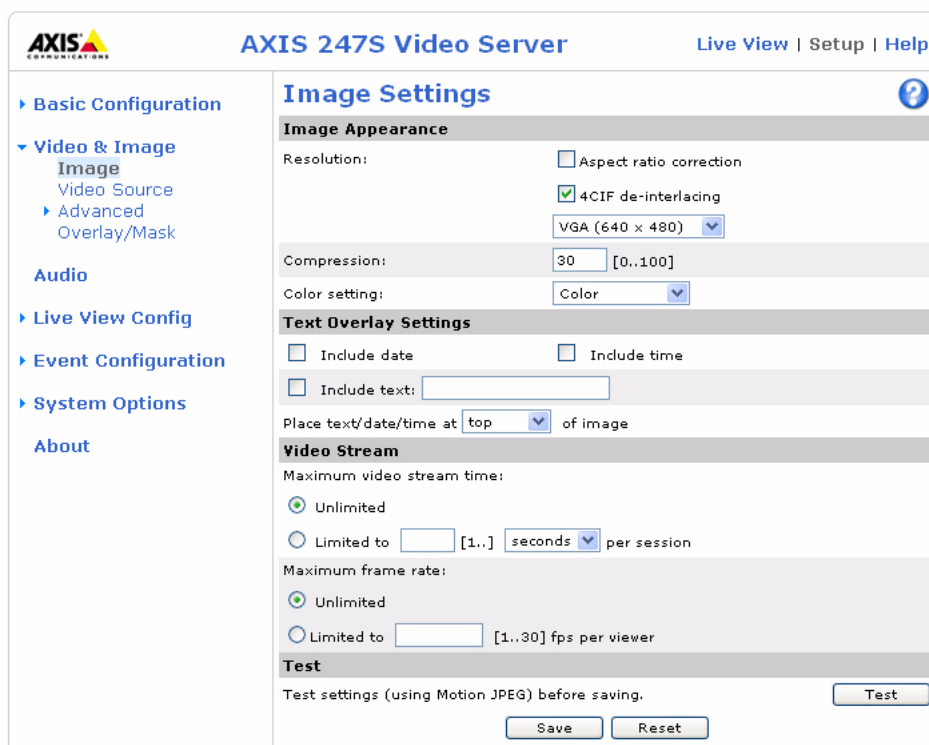 AXIS
COMMUNICATIONS
AXIS 247S Video Server
Live View | Setup | Help
Basic Configuration
Video & Image
Image
Video Source
Advanced
Overlay/Mask
Audio
Live View Config
Event Configuration
System Options
About
Image Settings
?
Image Appearance
Resolution:
Aspect ratio correction
4CIF de-interlacing
VGA (640 x 480)
Compression: 30 [0..100]
Color setting: Color
Text Overlay Settings
Include date Include time
Include text:
Place text/date/time at top of image
Video Stream
Maximum video stream time:
Unlimited
Limited to [1..] seconds per session
Maximum frame rate:
Unlimited
Limited to [1..30] fps per viewer
Test
Test settings (using Motion JPEG) before saving. Test
Save Reset